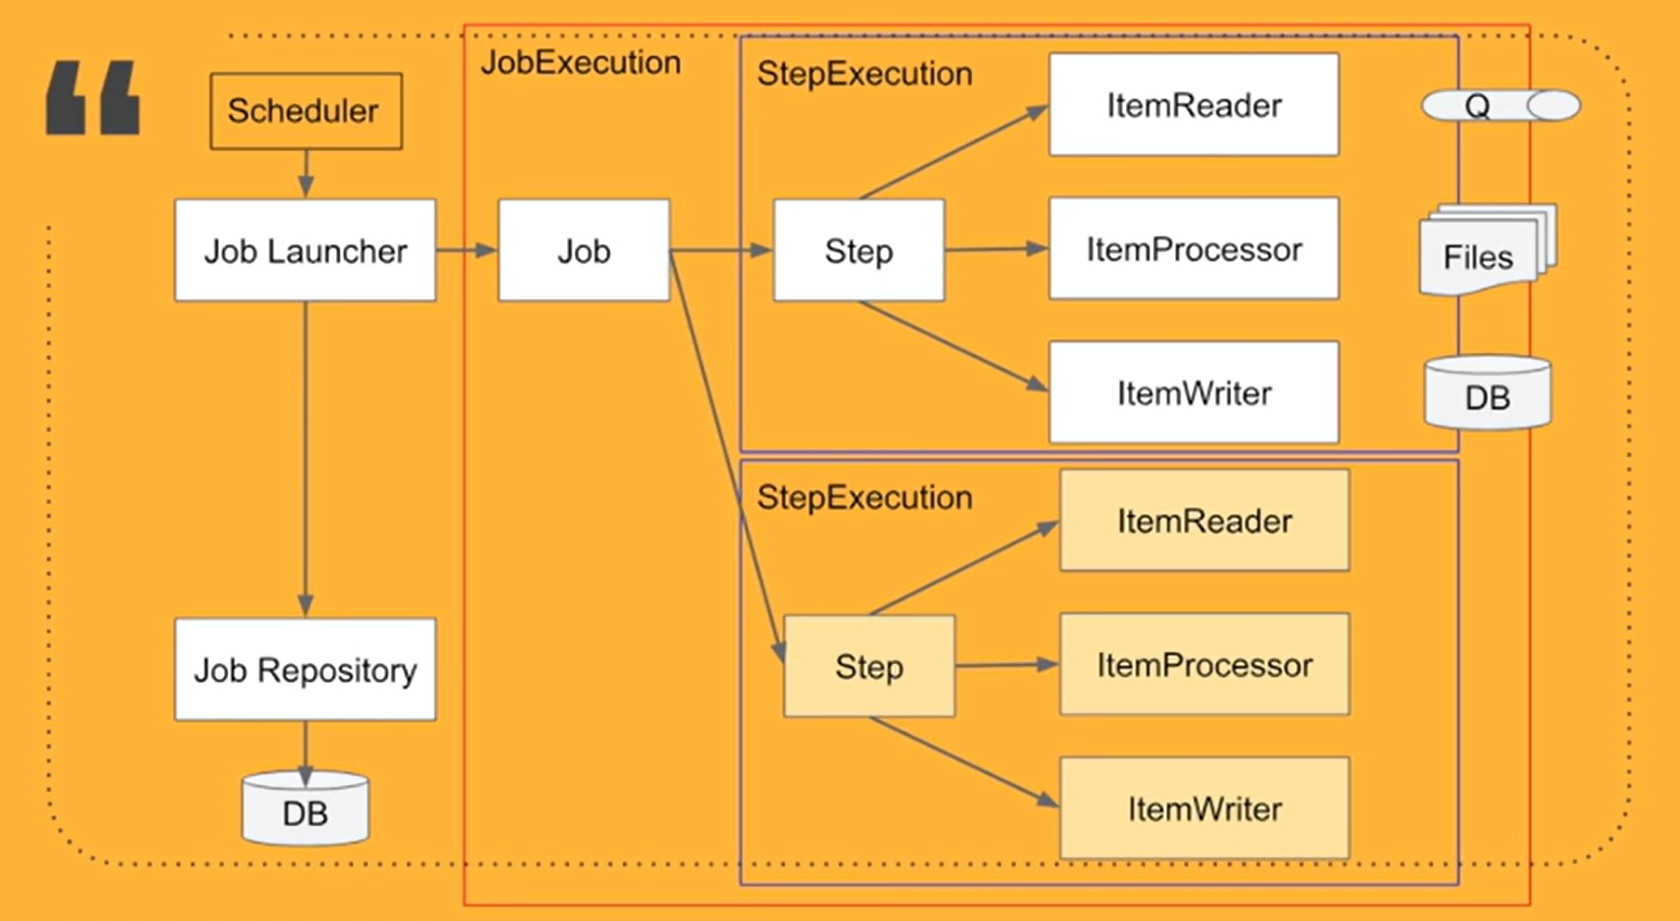 “
Scheduler
Job Launcher
Job Repository
DB
JobExecution
Job
StepExecution
Step
ItemReader
ItemProcessor
ItemWriter
Q
Files
DB
StepExecution
Step
ItemReader
ItemProcessor
ItemWriter